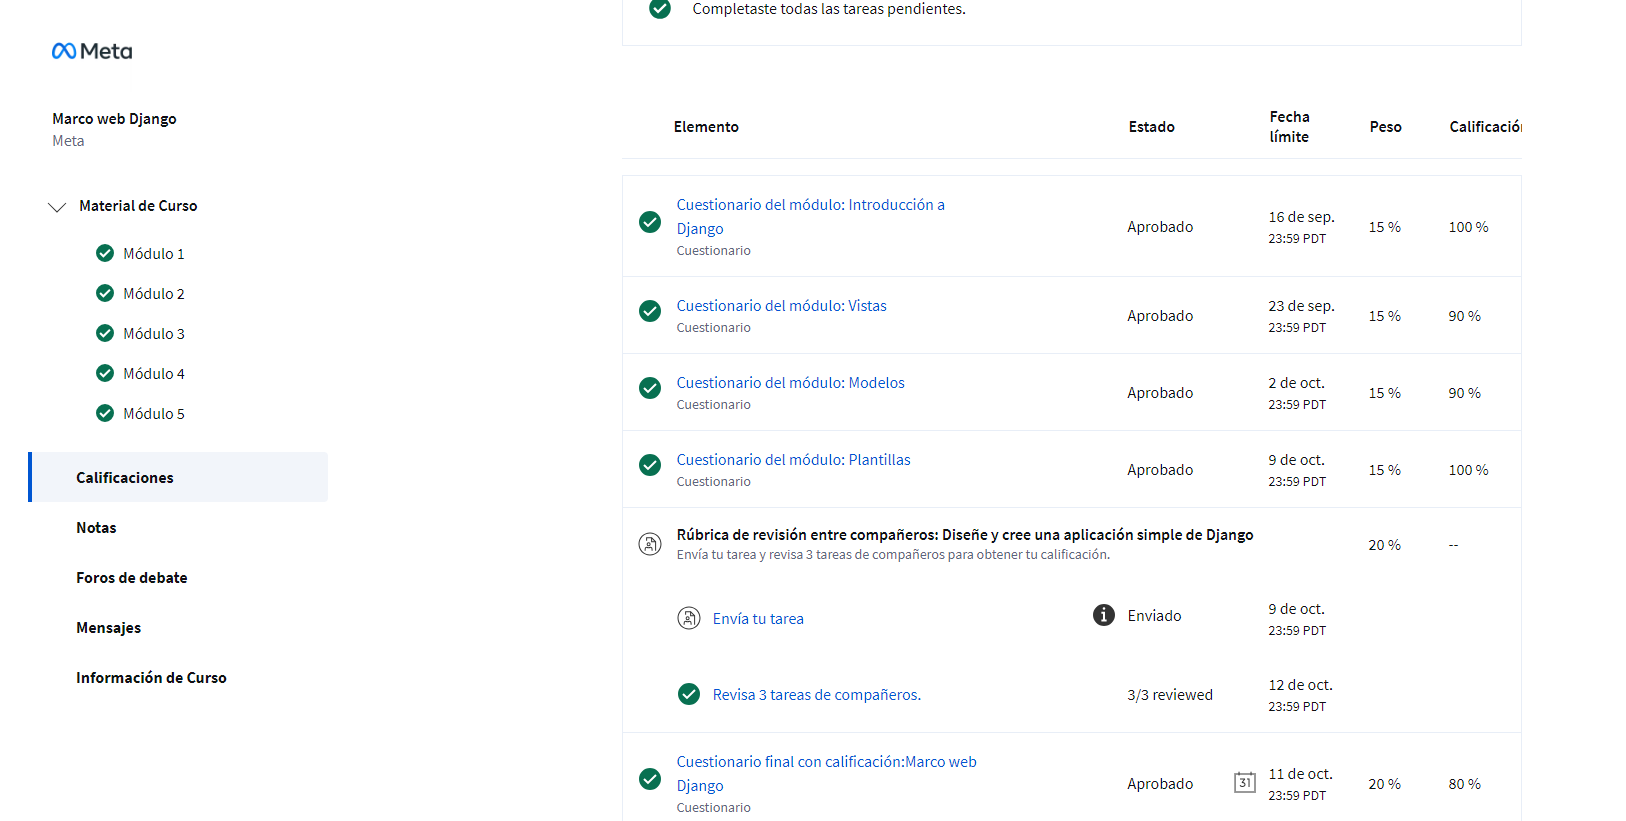 Completaste todas las tareas pendientes.
Meta
Marco web Django
Meta
Material de Curso
Módulo 1
Módulo 2
Módulo 3
Módulo 4
Módulo 5
Calificaciones
Notas
Foros de debate
Mensajes
Información de Curso
Elemento Estado Fecha límite Peso Calificación
Cuestionario del módulo: Introducción a
Django
Cuestionario
Aprobado
16 de sep.
23:59 PDT
15 %
100 %
Cuestionario del módulo: Vistas
Cuestionario
Aprobado
23 de sep.
23:59 PDT
15 %
90 %
Cuestionario del módulo: Modelos
Cuestionario
Aprobado
2 de oct.
23:59 PDT
15 %
90 %
Cuestionario del módulo: Plantillas
Cuestionario
Aprobado
9 de oct.
23:59 PDT
15 %
100 %
Rúbrica de revisión entre compañeros: Diseñe y cree una aplicación simple de Django
Envía tu tarea y revisa 3 tareas de compañeros para obtener tu calificación.
20 %
--
Envía tu tarea
Enviado
9 de oct.
23:59 PDT
Revisa 3 tareas de compañeros.
3/3 reviewed
12 de oct.
23:59 PDT
Cuestionario final con calificación:Marco web
Django
Cuestionario
Aprobado
31
11 de oct.
23:59 PDT
20 %
80 %